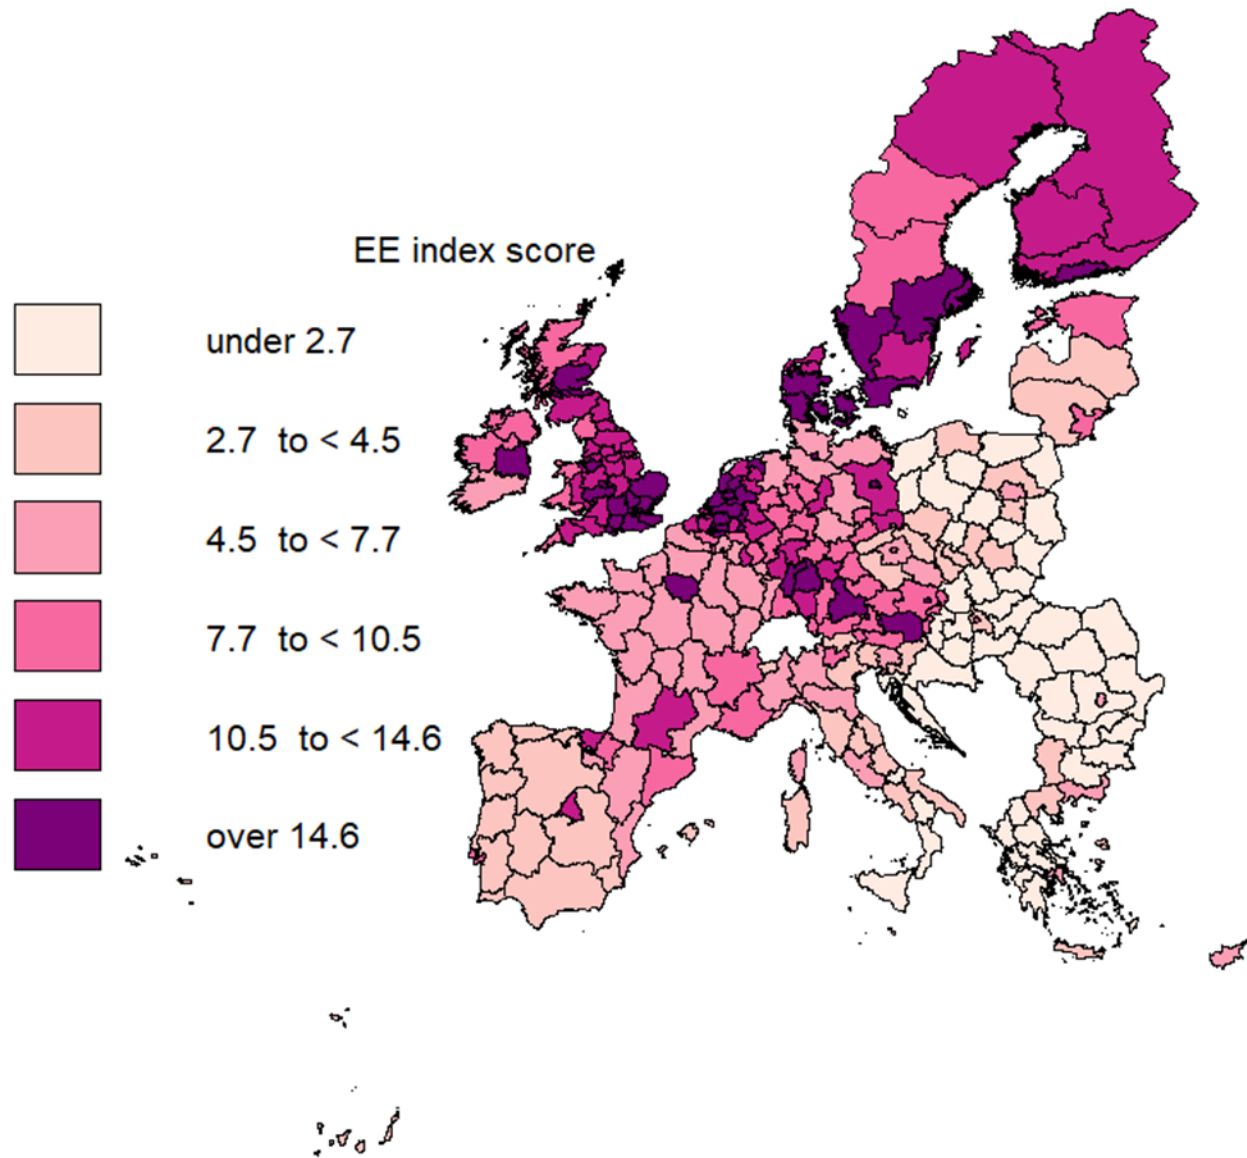 EE index score
under 2.7
2.7 to < 4.5
4.5 to < 7.7
7.7 to < 10.5
10.5 to < 14.6
over 14.6